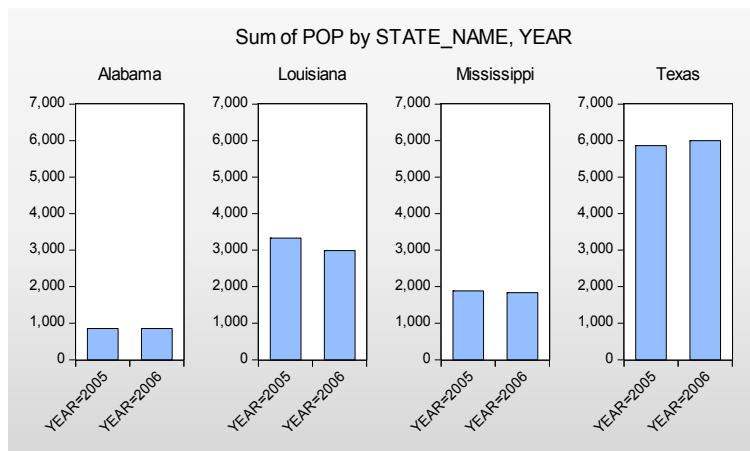 Sum of POP by STATE_NAME, YEAR
Alabama
7,000
6,000
5,000
4,000
3,000
2,000
1,000
0
YEAR=2005
YEAR=2006
Louisiana
7,000
6,000
5,000
4,000
3,000
2,000
1,000
0
YEAR=2005
YEAR=2006
Mississippi
7,000
6,000
5,000
4,000
3,000
2,000
1,000
0
YEAR=2005
YEAR=2006
Texas
7,000
6,000
5,000
4,000
3,000
2,000
1,000
0
YEAR=2005
YEAR=2006